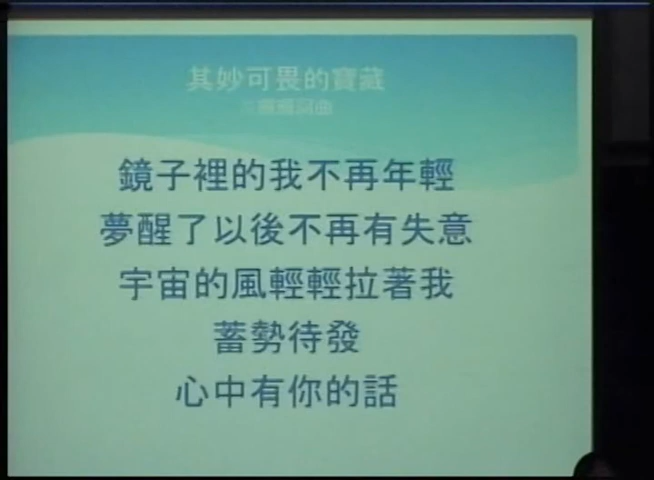 其妙可畏的寶藏
詞曲
鏡子裡的我不再年輕
夢醒了以後不再有失意
宇宙的風輕輕拉著我
蓄勢待發
心中有你的話